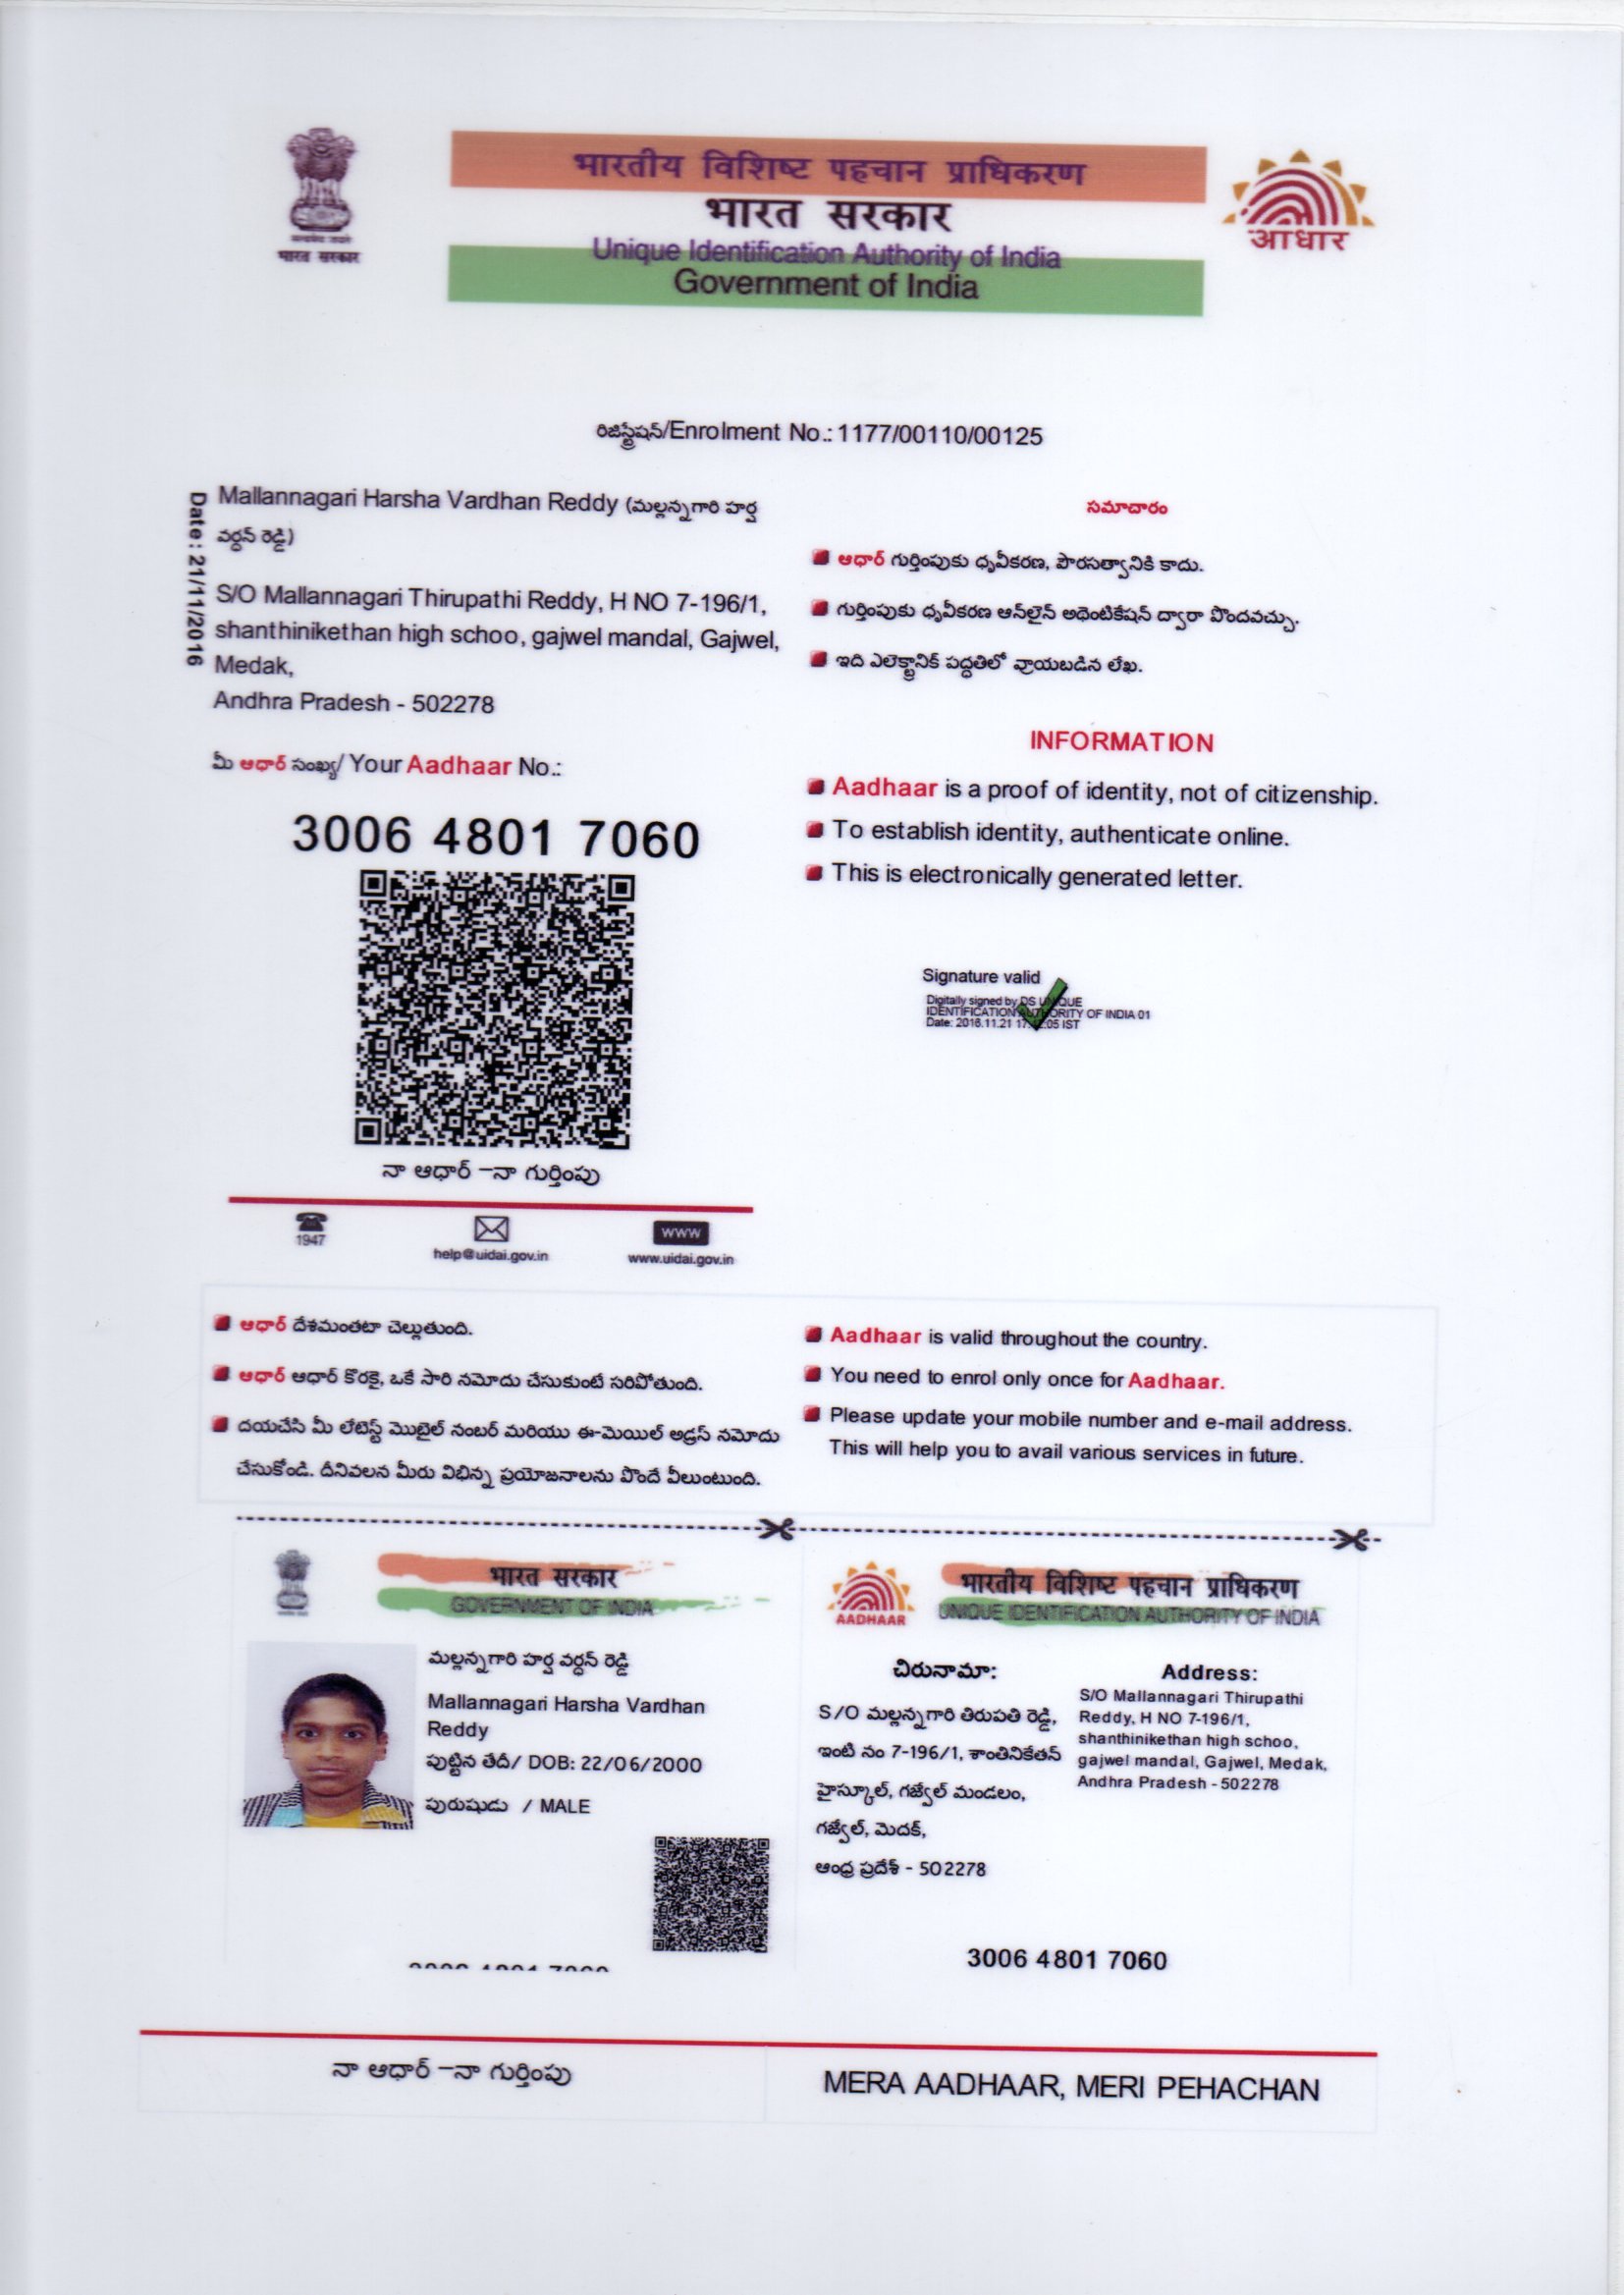 भारतीय विशिष्ट पहचान प्राधिकरण
भारत सरकार
Unique Identification Authority of India
Government of India
भारत सरकार
आधार
రిజిస్ట్రేషన్/Enrolment No.: 1177/00110/00125
Date: 21/11/2016
Mallannagari Harsha Vardhan Reddy (మల్లన్నగారి హర్ష
వర్ధన్ రెడ్డి)
S/O Mallannagari Thirupathi Reddy, H NO 7-196/1,
shanthinikethan high schoo, gajwel mandal, Gajwel,
Medak,
Andhra Pradesh - 502278
మీ ఆధార్ సంఖ్య/ Your Aadhaar No.:
3006 4801 7060
నా ఆధార్ –నా గుర్తింపు
1947
help@uidai.gov.in
www
www.uidai.gov.in
సమాచారం
ఆధార్ గుర్తింపుకు ధృవీకరణ, పౌరసత్వానికి కాదు.
గుర్తింపుకు ధృవీకరణ ఆన్‌లైన్ అథెంటికేషన్ ద్వారా పొందవచ్చు.
ఇది ఎలెక్ట్రానిక్ పద్ధతిలో వ్రాయబడిన లేఖ.
INFORMATION
Aadhaar is a proof of identity, not of citizenship.
To establish identity, authenticate online.
This is electronically generated letter.
Signature valid
Digitally signed by DS UNIQUE
IDENTIFICATION AUTHORITY OF INDIA 01
Date: 2016.11.21 :05 IST
ఆధార్ దేశమంతటా చెల్లుతుంది.
ఆధార్ ఆధార్ కొరకై, ఒకే సారి నమోదు చేసుకుంటే సరిపోతుంది.
దయచేసి మీ లేటెస్ట్ మొబైల్ నంబర్ మరియు ఈ-మెయిల్ అడ్రస్ నమోదు
చేసుకోండి. దీనివలన మీరు విభిన్న ప్రయోజనాలను పొందే వీలుంటుంది.
Aadhaar is valid throughout the country.
You need to enrol only once for Aadhaar.
Please update your mobile number and e-mail address.
This will help you to avail various services in future.
भारत सरकार
GOVERNMENT OF INDIA
మల్లన్నగారి హర్ష వర్ధన్ రెడ్డి
Mallannagari Harsha Vardhan
Reddy
పుట్టిన తేదీ/ DOB: 22/06/2000
పురుషుడు / MALE
AADHAAR
भारतीय विशिष्ट पहचान प्राधिकरण
UNIQUE IDENTIFICATION AUTHORITY OF INDIA
చిరునామా:
S/O మల్లన్నగారి తిరుపతి రెడ్డి,
ఇంటి నం 7-196/1, శాంతినికేతన్
హైస్కూల్, గజ్వేల్ మండలం,
గజ్వేల్, మెదక్,
ఆంధ్ర ప్రదేశ్ - 502278
Address:
S/O Mallannagari Thirupathi
Reddy, H NO 7-196/1,
shanthinikethan high schoo,
gajwel mandal, Gajwel, Medak,
Andhra Pradesh - 502278
3006 4801 7060
నా ఆధార్ –నా గుర్తింపు
MERA AADHAAR, MERI PEHACHAN